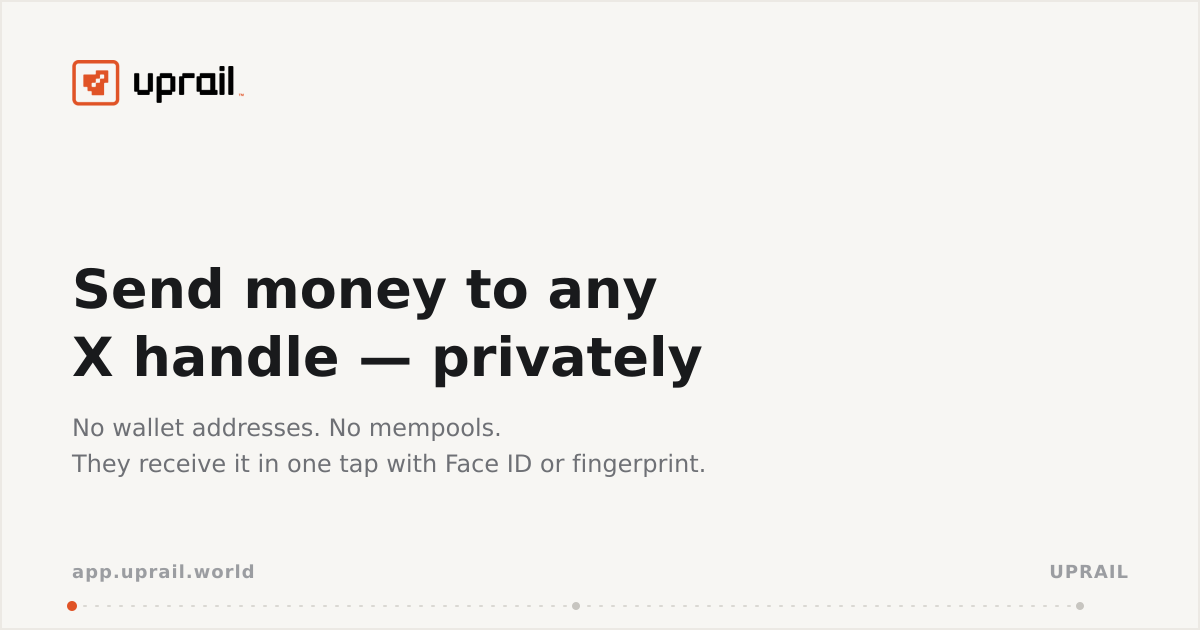 uprail™
Send money to any
X handle — privately
No wallet addresses. No mempools.
They receive it in one tap with Face ID or fingerprint.
app.uprail.world
UPRAIL